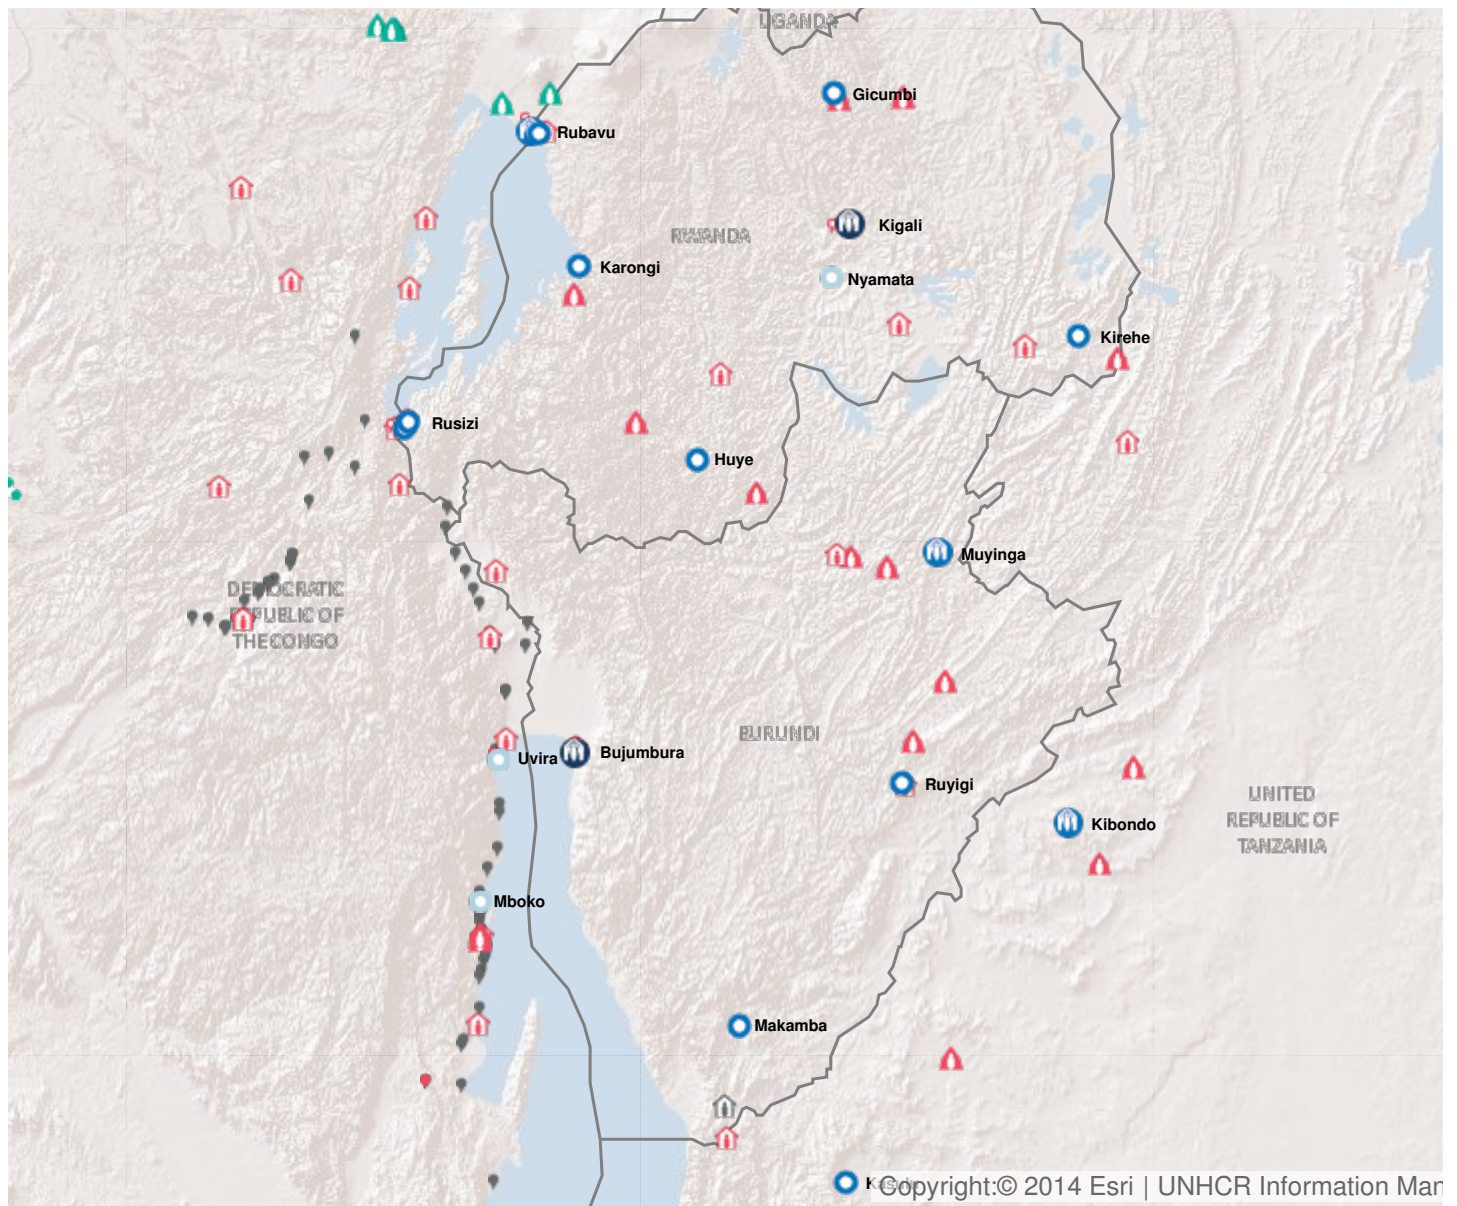 UGANDA
Gicumbi
Rubavu
Kigali
RWANDA
Karongi
Nyamata
Kirehe
Rusizi
Huye
Muyinga
DEMOCRATIC
REPUBLIC OF
THE CONGO
BURUNDI
Uvira
Bujumbura
Ruyigi
UNITED
REPUBLIC OF
TANZANIA
Kibondo
Mboko
Makamba
Copyright:© 2014 Esri | UNHCR Information Man